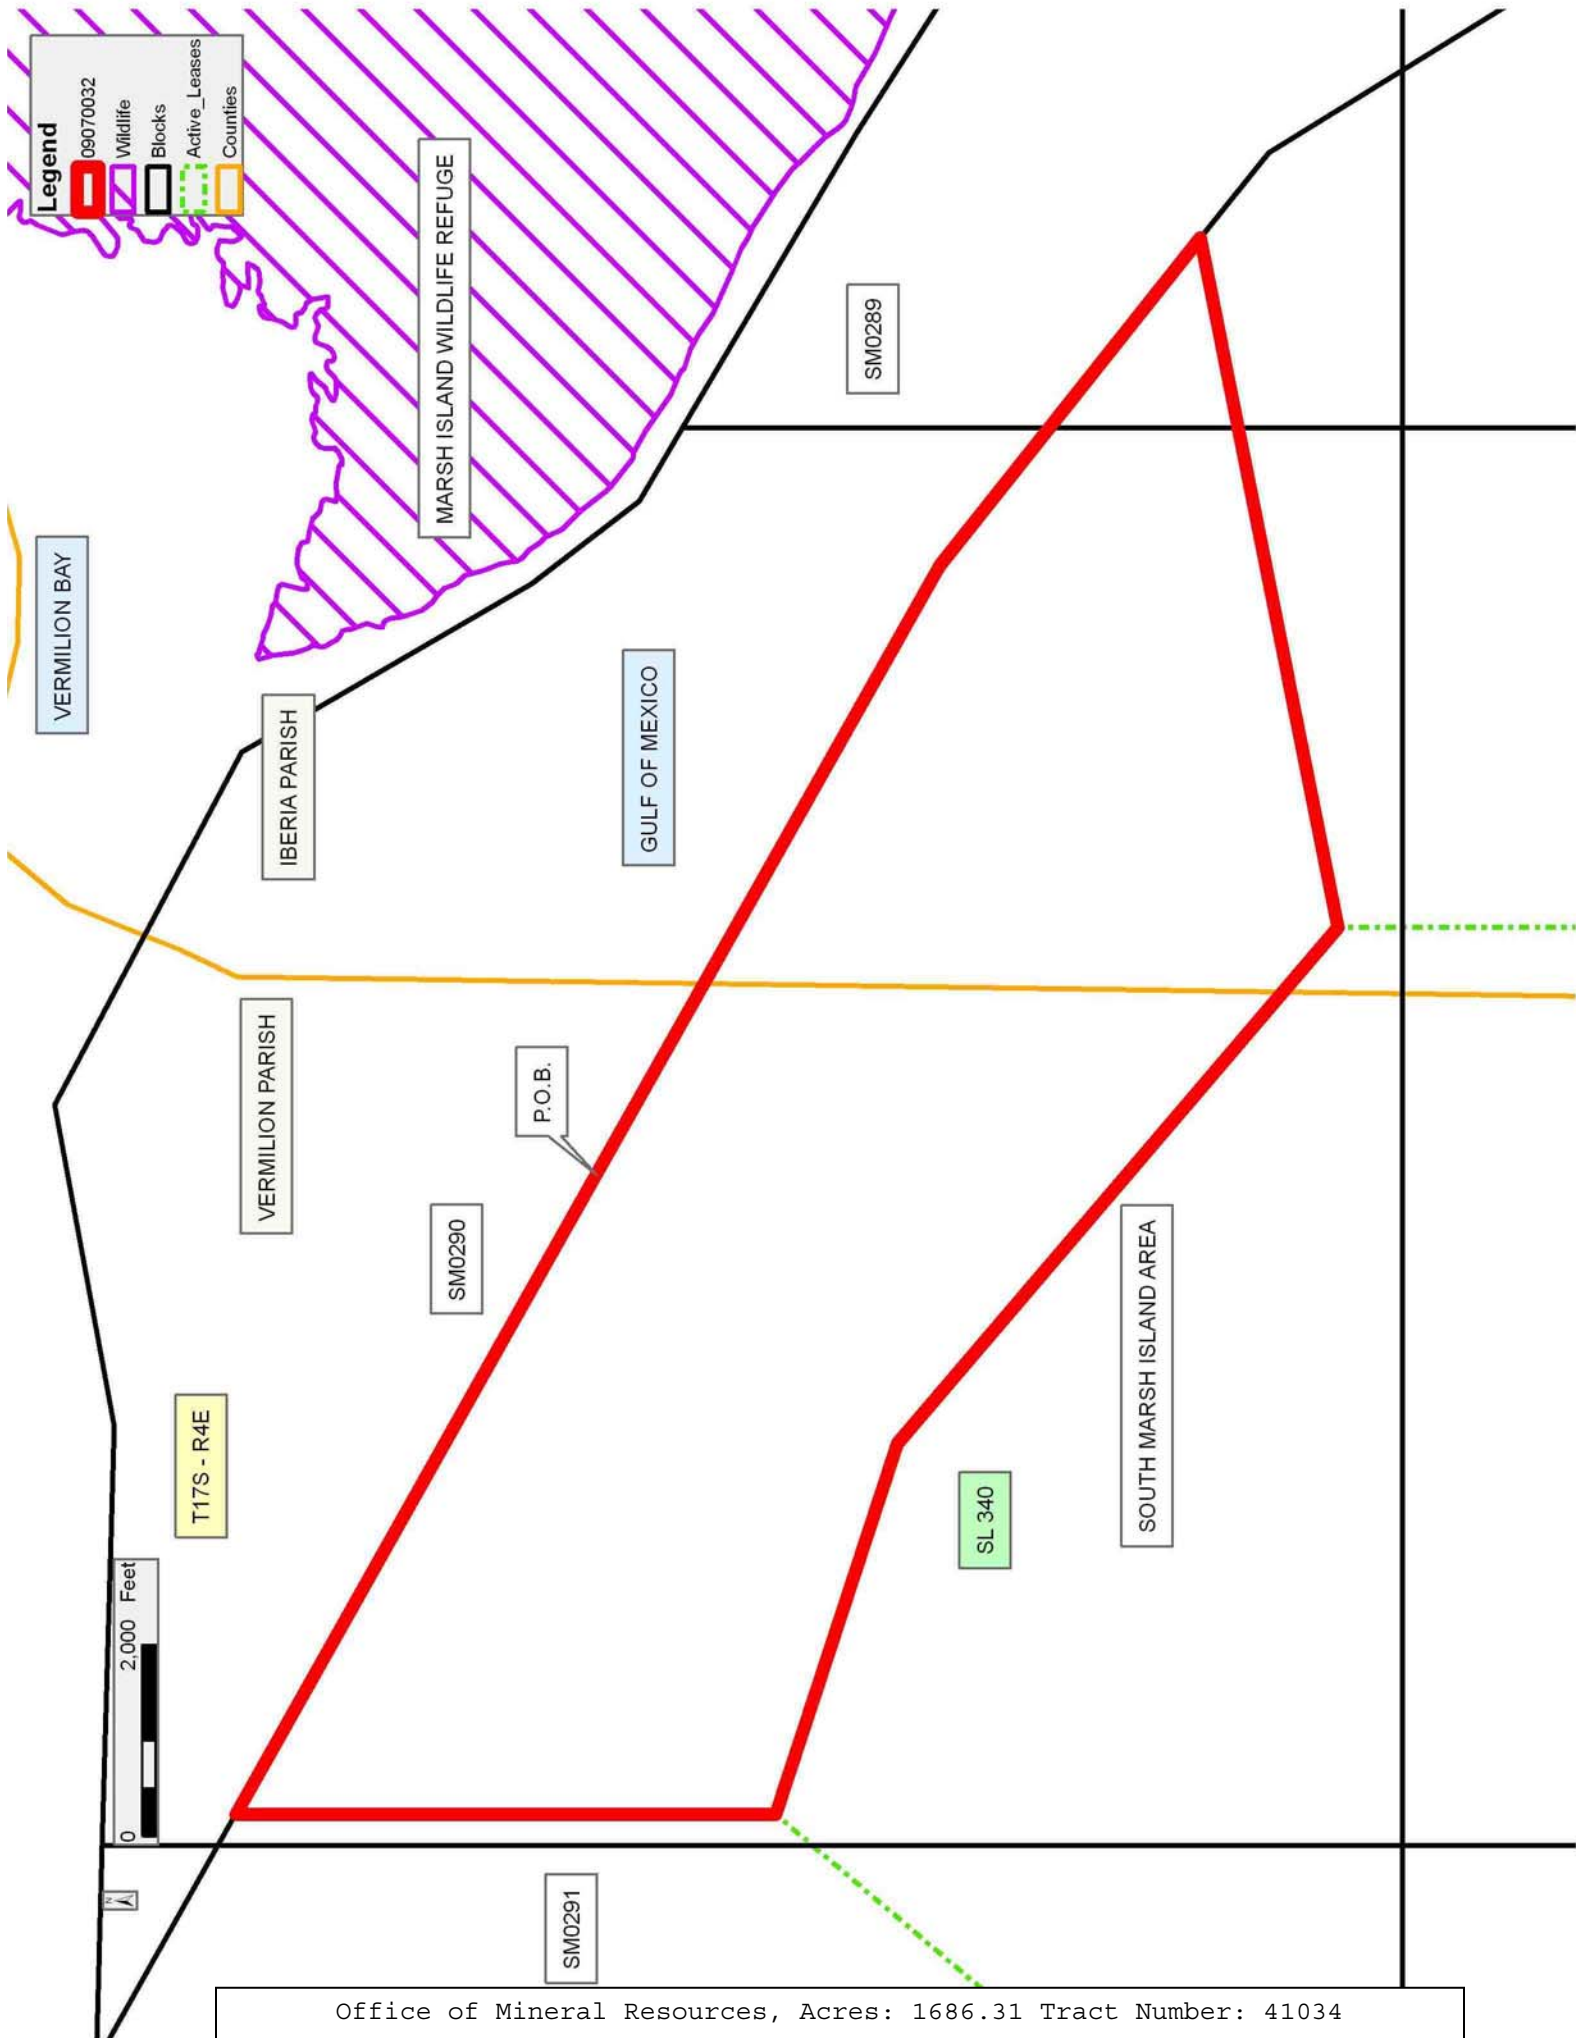 Legend
09070032
Wildlife
Blocks
Active_Leases
Counties
VERMILION BAY
MARSH ISLAND WILDLIFE REFUGE
IBERIA PARISH
GULF OF MEXICO
SM0289
VERMILION PARISH
P.O.B.
SM0290
T17S - R4E
SOUTH MARSH ISLAND AREA
SL 340
0 2,000 Feet
N
SM0291
Office of Mineral Resources, Acres: 1686.31 Tract Number: 41034